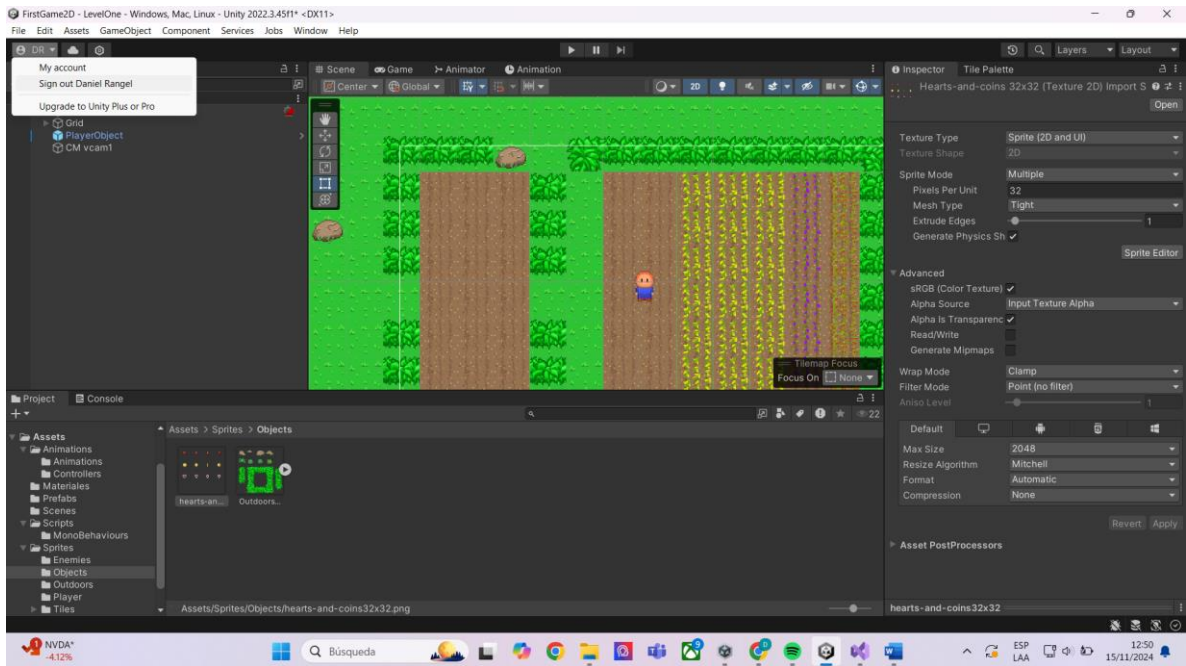 FirstGame2D - LevelOne - Windows, Mac, Linux - Unity 2022.3.45f1* <DX11>
File Edit Assets GameObject Component Services Jobs Window Help
DR
Layers Layout
My account
Sign out Daniel Rangel
Upgrade to Unity Plus or Pro
Grid
PlayerObject
CM vcam1
Scene Game Animator Animation
Center Global 2D
Tilemap Focus
Focus On None
Inspector Tile Palette
Hearts-and-coins 32x32 (Texture 2D) Import S
Open
Texture Type Sprite (2D and UI)
Texture Shape 2D
Sprite Mode Multiple
Pixels Per Unit 32
Mesh Type Tight
Extrude Edges 1
Generate Physics Sh
Sprite Editor
Advanced
sRGB (Color Texture)
Alpha Source Input Texture Alpha
Alpha Is Transparenc
Read/Write
Generate Mipmaps
Wrap Mode Clamp
Filter Mode Point (no filter)
Aniso Level 1
Default
Max Size 2048
Resize Algorithm Mitchell
Format Automatic
Compression None
Revert Apply
Asset PostProcessors
hearts-and-coins32x32
Project Console
22
Assets
Animations
Animations
Controllers
Materiales
Prefabs
Scenes
Scripts
MonoBehaviours
Sprites
Enemies
Objects
Outdoors
Player
Tiles
Assets > Sprites > Objects
hearts-an... Outdoors...
Assets/Sprites/Objects/hearts-and-coins32x32.png
NVDA*
-4.12%
Búsqueda
ESP
LAA
12:50
15/11/2024